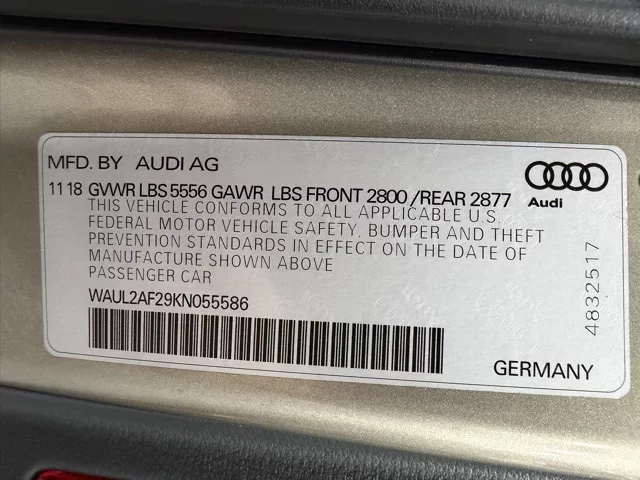 MFD. BY AUDI AG
Audi
1118 GVWR LBS 5556 GAWR LBS FRONT 2800 / REAR 2877
THIS VEHICLE CONFORMS TO ALL APPLICABLE U.S.
FEDERAL MOTOR VEHICLE SAFETY, BUMPER AND THEFT
PREVENTION STANDARDS IN EFFECT ON THE DATE OF
MANUFACTURE SHOWN ABOVE
PASSENGER CAR
WAUL2AF29KN055586
4832517
GERMANY